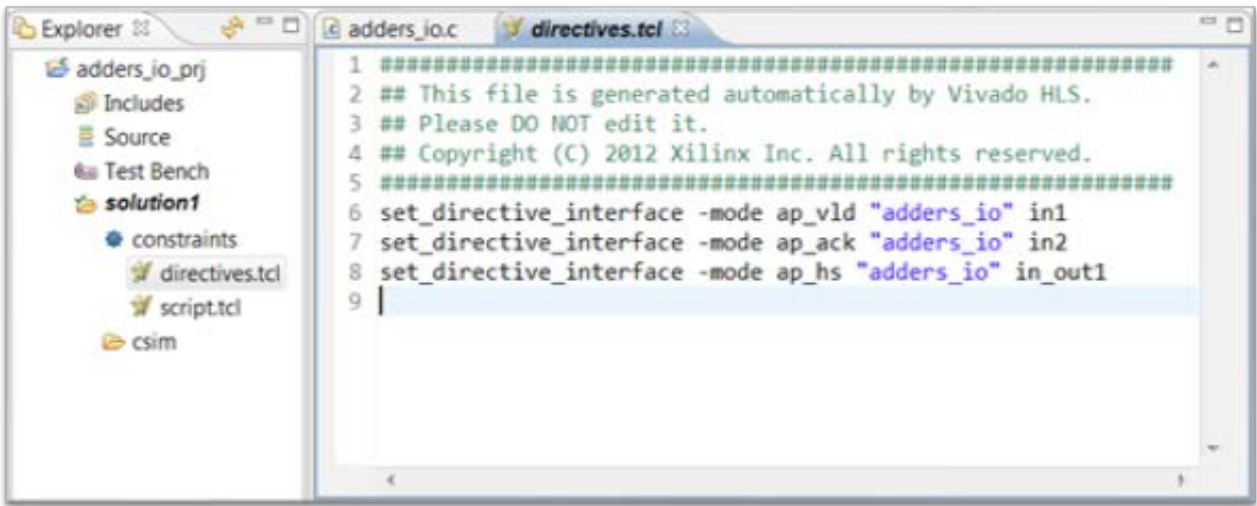 Explorer
adders_io_prj
Includes
Source
Test Bench
solution1
constraints
directives.tcl
script.tcl
csim
adders_io.c directives.tcl
1 ###########################################################
2 ## This file is generated automatically by Vivado HLS.
3 ## Please DO NOT edit it.
4 ## Copyright (C) 2012 Xilinx Inc. All rights reserved.
5 ###########################################################
6 set_directive_interface -mode ap_vld "adders_io" in1
7 set_directive_interface -mode ap_ack "adders_io" in2
8 set_directive_interface -mode ap_hs "adders_io" in_out1
9